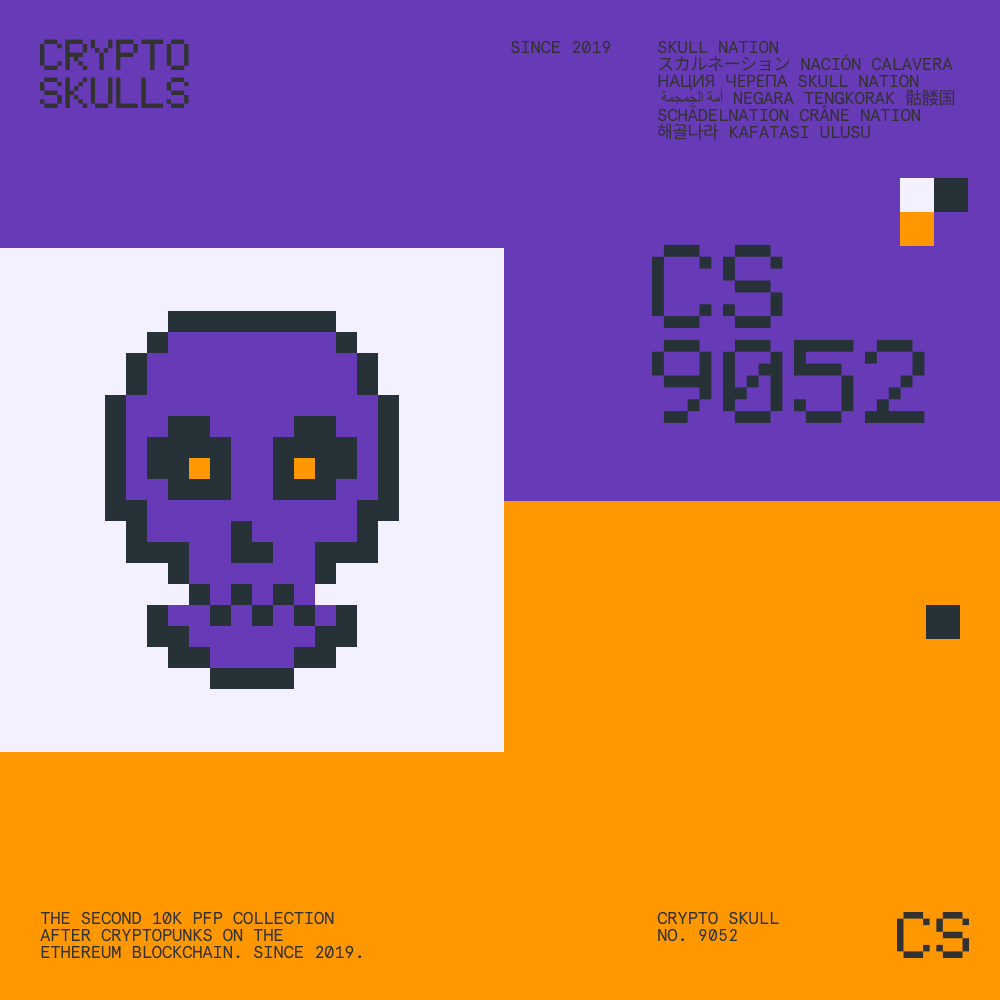 CRYPTO
SKULLS
SINCE 2019
SKULL NATION
スカルネーション NACIÓN CALAVERA
НАЦИЯ ЧЕРЕПА SKULL NATION
أمة الجمجمة NEGARA TENGKORAK 骷髅国
SCHÄDELNATION CRÂNE NATION
해골나라 KAFATASI ULUSU
CS
9052
THE SECOND 10K PFP COLLECTION
AFTER CRYPTOPUNKS ON THE
ETHEREUM BLOCKCHAIN. SINCE 2019.
CRYPTO SKULL
NO. 9052
CS